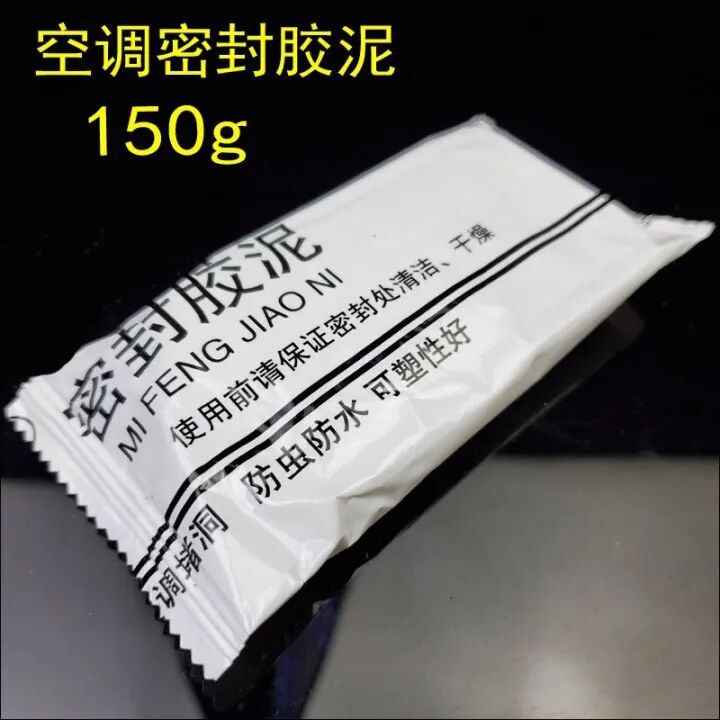 空调密封胶泥
150g
密封胶泥
MI FENG JIAO NI
使用前请保证密封处清洁、干燥
调堵洞 防虫防水 可塑性好